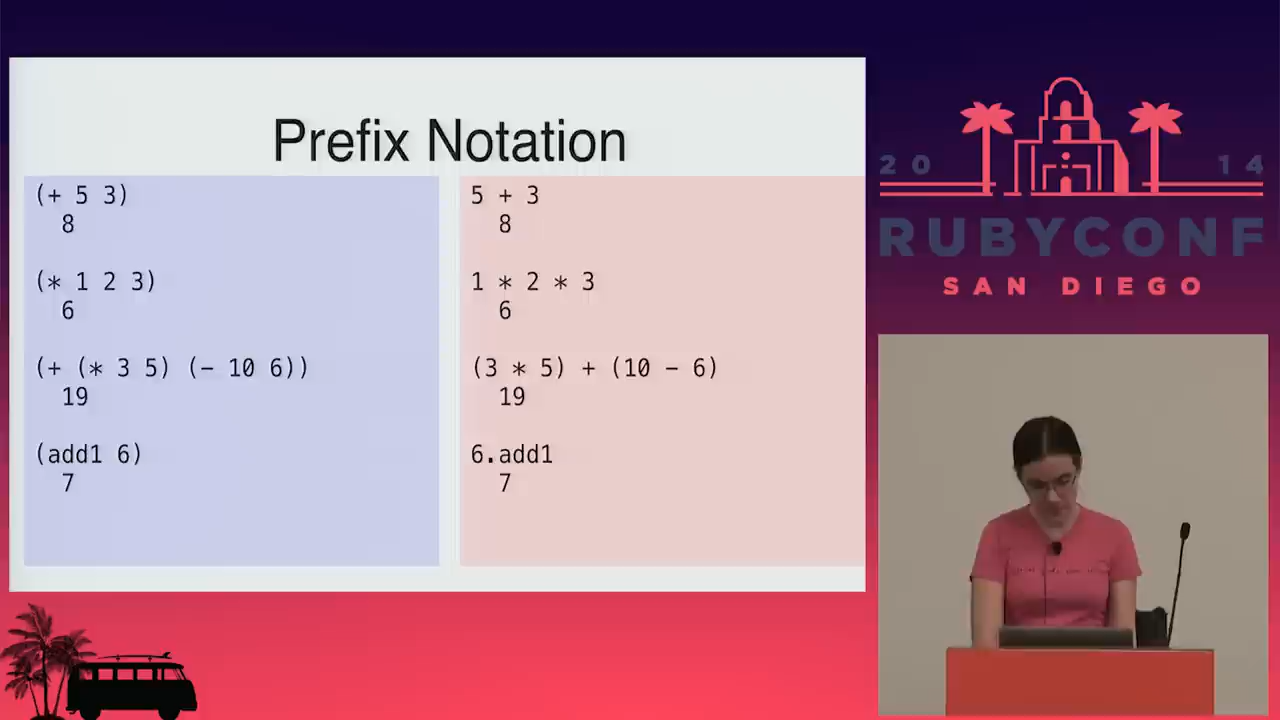 Prefix Notation
(+ 5 3)
8
(* 1 2 3)
6
(+ (* 3 5) (- 10 6))
19
(add1 6)
7
5 + 3
8
1 * 2 * 3
6
(3 * 5) + (10 - 6)
19
6.add1
7
20 14
RUBYCONF
SAN DIEGO